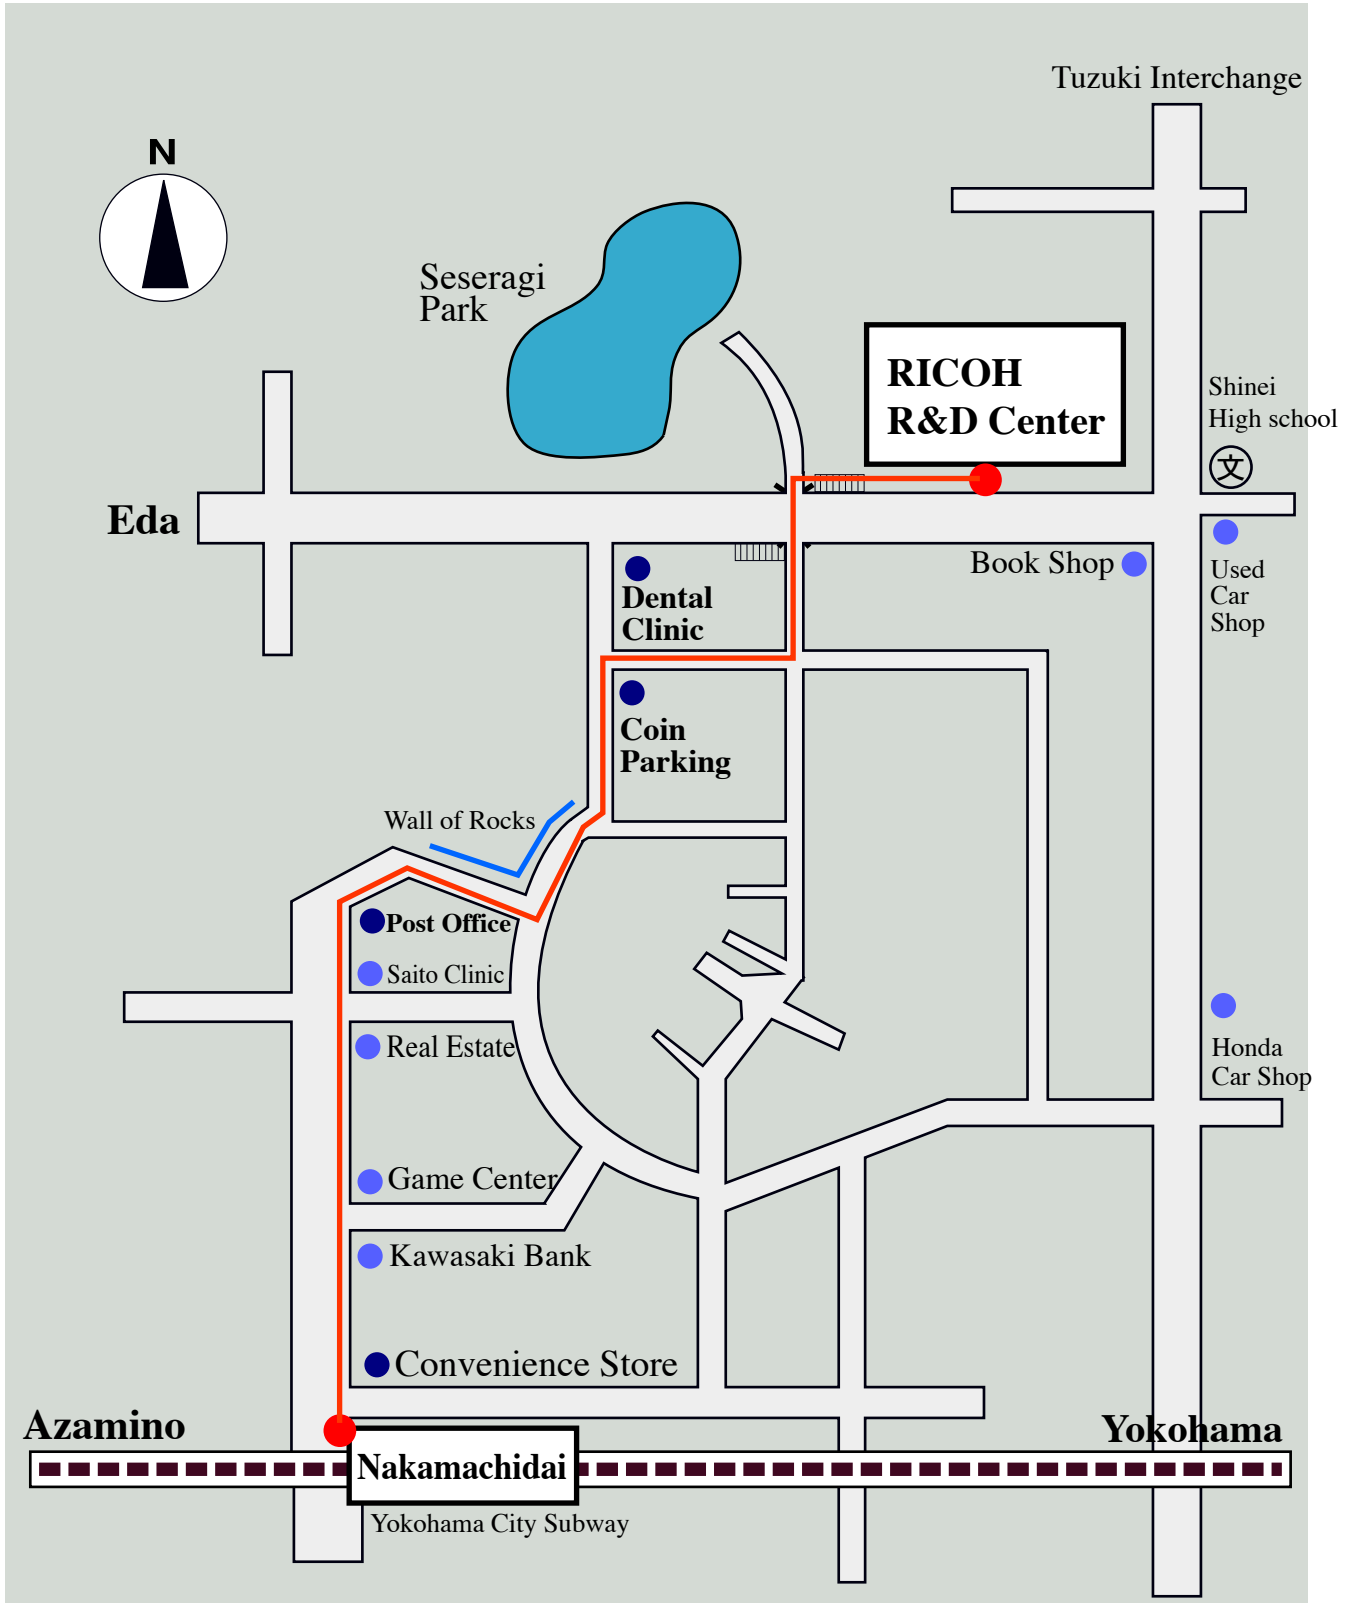 Tuzuki Interchange
N
Seseragi
Park
RICOH
R&D Center
Shinei
High school
文
Eda
Book Shop
Used
Car
Shop
Dental
Clinic
Coin
Parking
Wall of Rocks
Post Office
Saito Clinic
Real Estate
Honda
Car Shop
Game Center
Kawasaki Bank
Convenience Store
Azamino
Yokohama
Nakamachidai
Yokohama City Subway